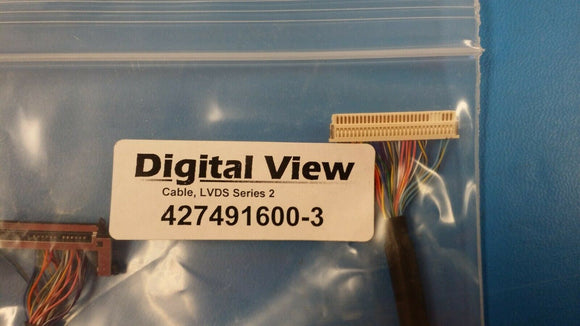 Digital View
Cable, LVDS Series 2
427491600-3